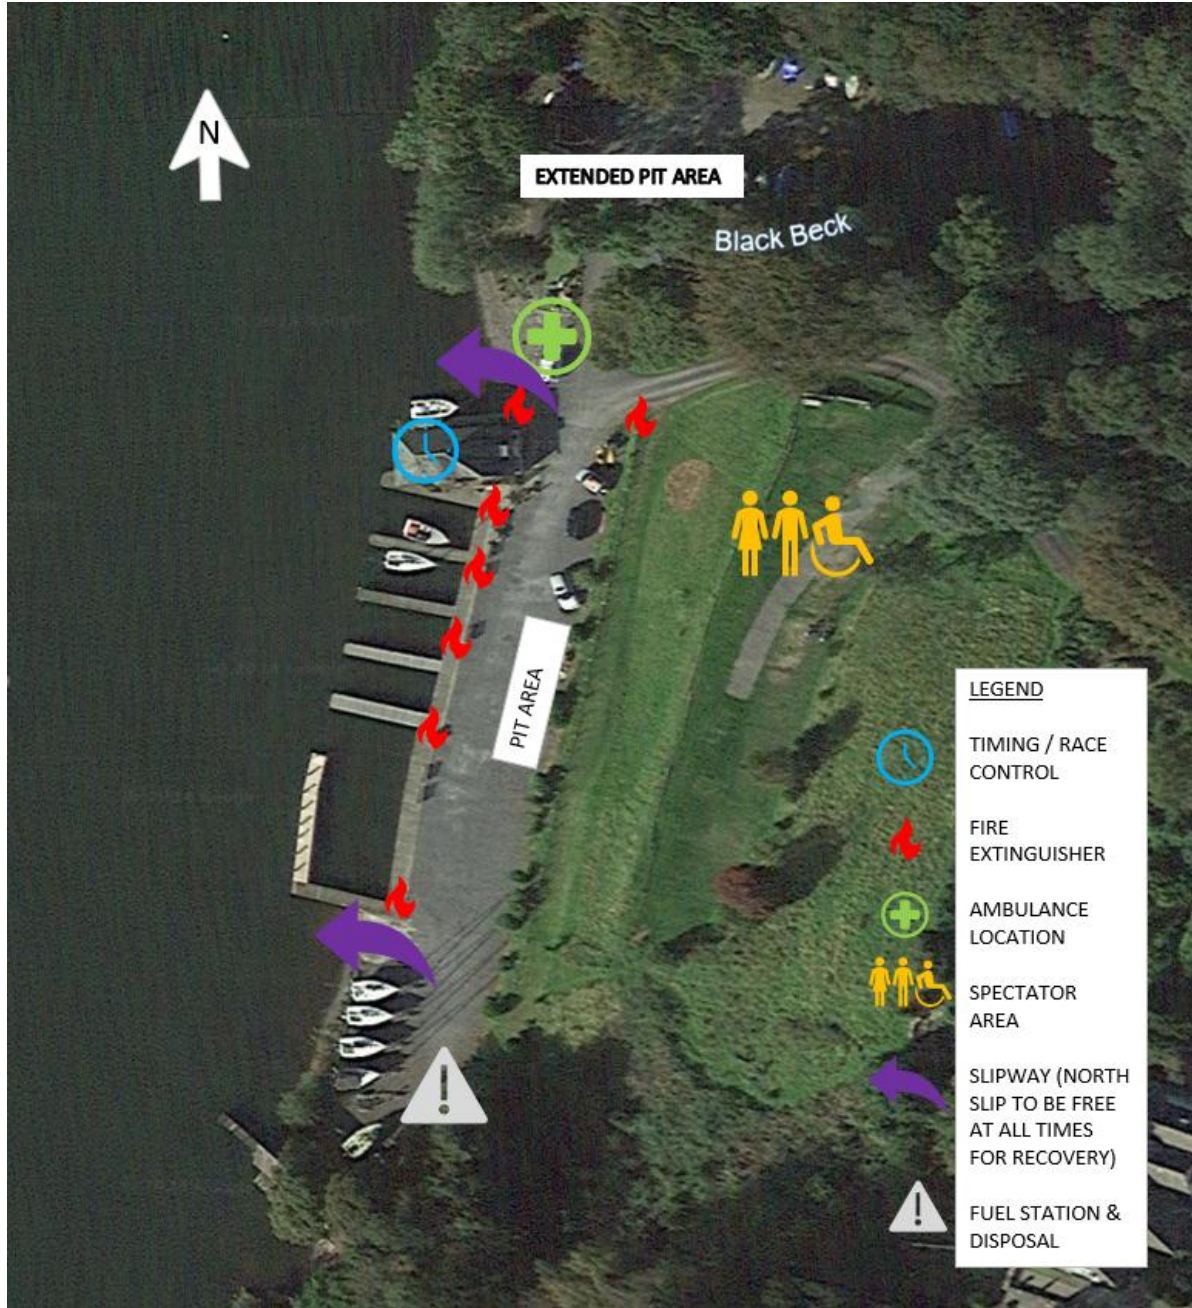 N
EXTENDED PIT AREA
Black Beck
PIT AREA
LEGEND
TIMING / RACE
CONTROL
FIRE
EXTINGUISHER
AMBULANCE
LOCATION
SPECTATOR
AREA
SLIPWAY (NORTH
SLIP TO BE FREE
AT ALL TIMES
FOR RECOVERY)
FUEL STATION &
DISPOSAL